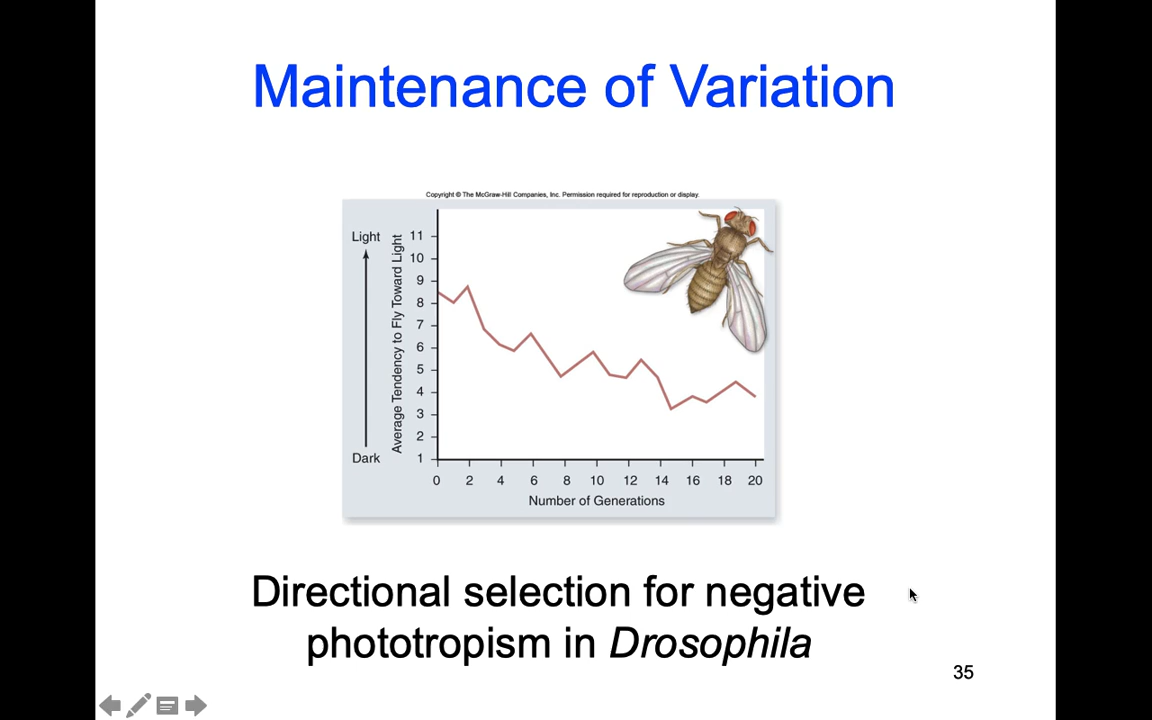 Maintenance of Variation
Copyright © The McGraw-Hill Companies, Inc. Permission required for reproduction or display.
Light
Dark
Average Tendency to Fly Toward Light
11
10
9
8
7
6
5
4
3
2
1
0 2 4 6 8 10 12 14 16 18 20
Number of Generations
Directional selection for negative
phototropism in Drosophila
35